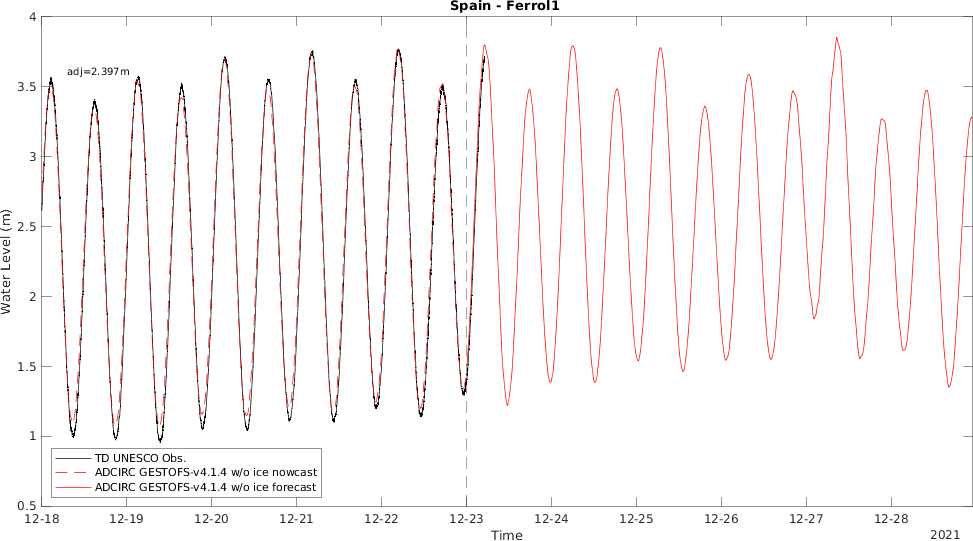 Spain - Ferrol1
4
3.5
3
2.5
2
1.5
1
0.5
Water Level (m)
adj=2.397m
TD UNESCO Obs.
ADCIRC GESTOFS-v4.1.4 w/o ice nowcast
ADCIRC GESTOFS-v4.1.4 w/o ice forecast
12-18 12-19 12-20 12-21 12-22 12-23 12-24 12-25 12-26 12-27 12-28
Time
2021